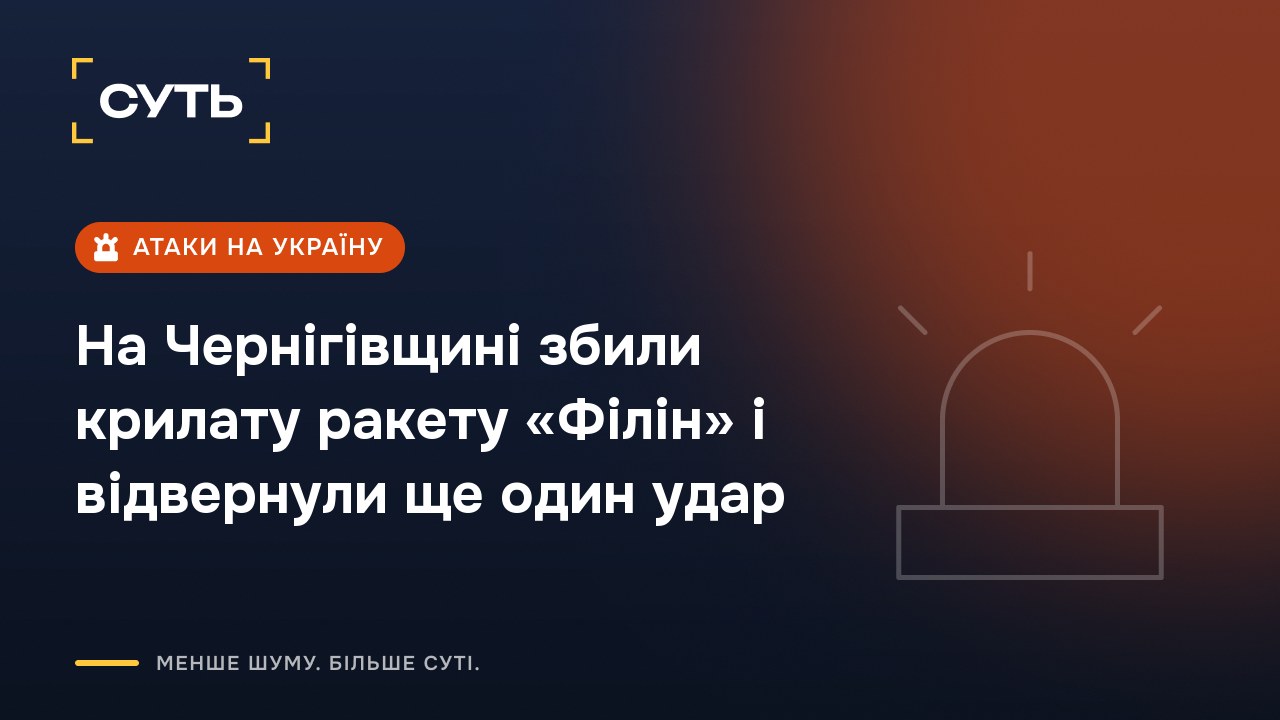 СУТЬ
АТАКИ НА УКРАЇНУ
На Чернігівщині збили
крилату ракету «Філін» і
відвернули ще один удар
МЕНШЕ ШУМУ. БІЛЬШЕ СУТІ.